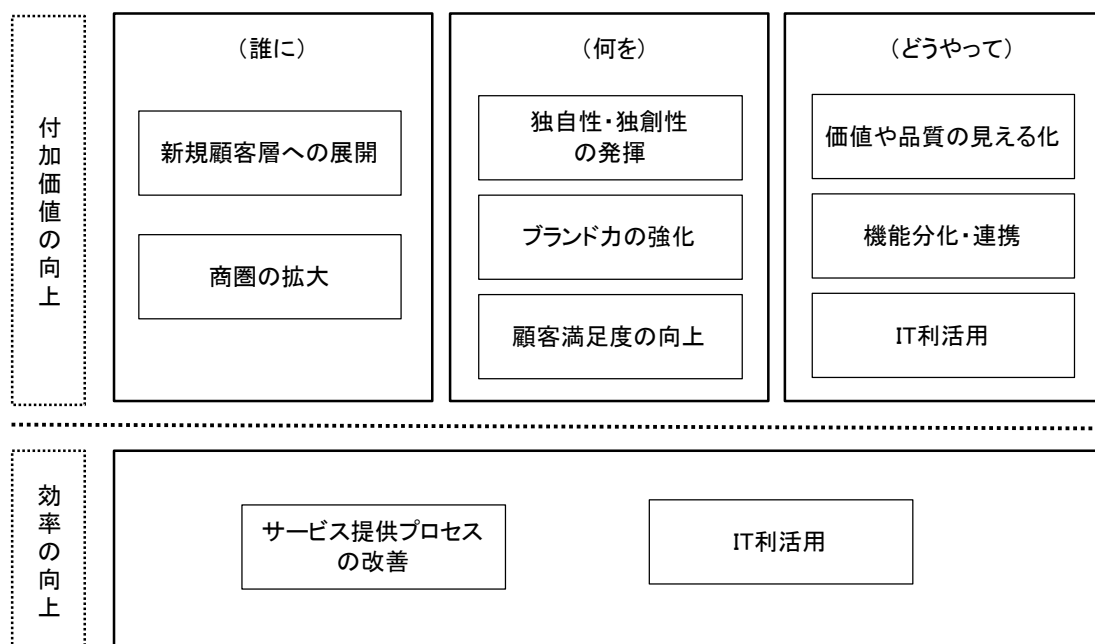 付加価値の向上
（誰に）
新規顧客層への展開
商圏の拡大
（何を）
独自性・独創性
の発揮
ブランド力の強化
顧客満足度の向上
（どうやって）
価値や品質の見える化
機能分化・連携
IT利活用
効率の向上
サービス提供プロセス
の改善
IT利活用